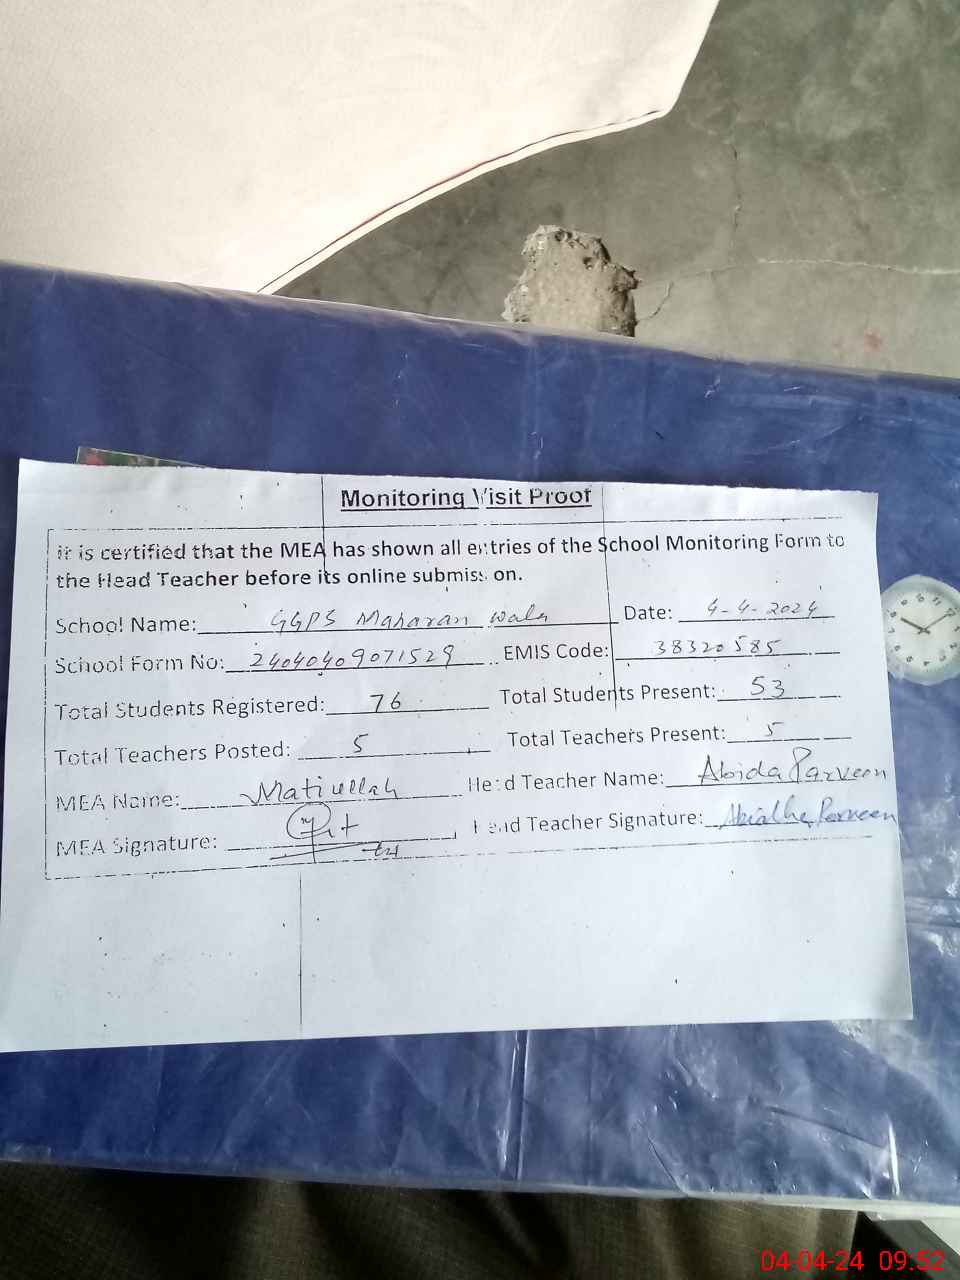 Monitoring Visit Proof
it is certified that the MEA has shown all entries of the School Monitoring Form to
the Head Teacher before its online submission.
School Name: GGPS Maharan wala Date: 4-4-2024
School Form No: 24040409071529 EMIS Code: 38320585
Total Students Registered: 76 Total Students Present: 53
Total Teachers Posted: 5 Total Teachers Present: 5
MEA Name: Matiullah Head Teacher Name: Abida Parveen
MEA Signature: Head Teacher Signature: Parveen
04-04-24 09.52